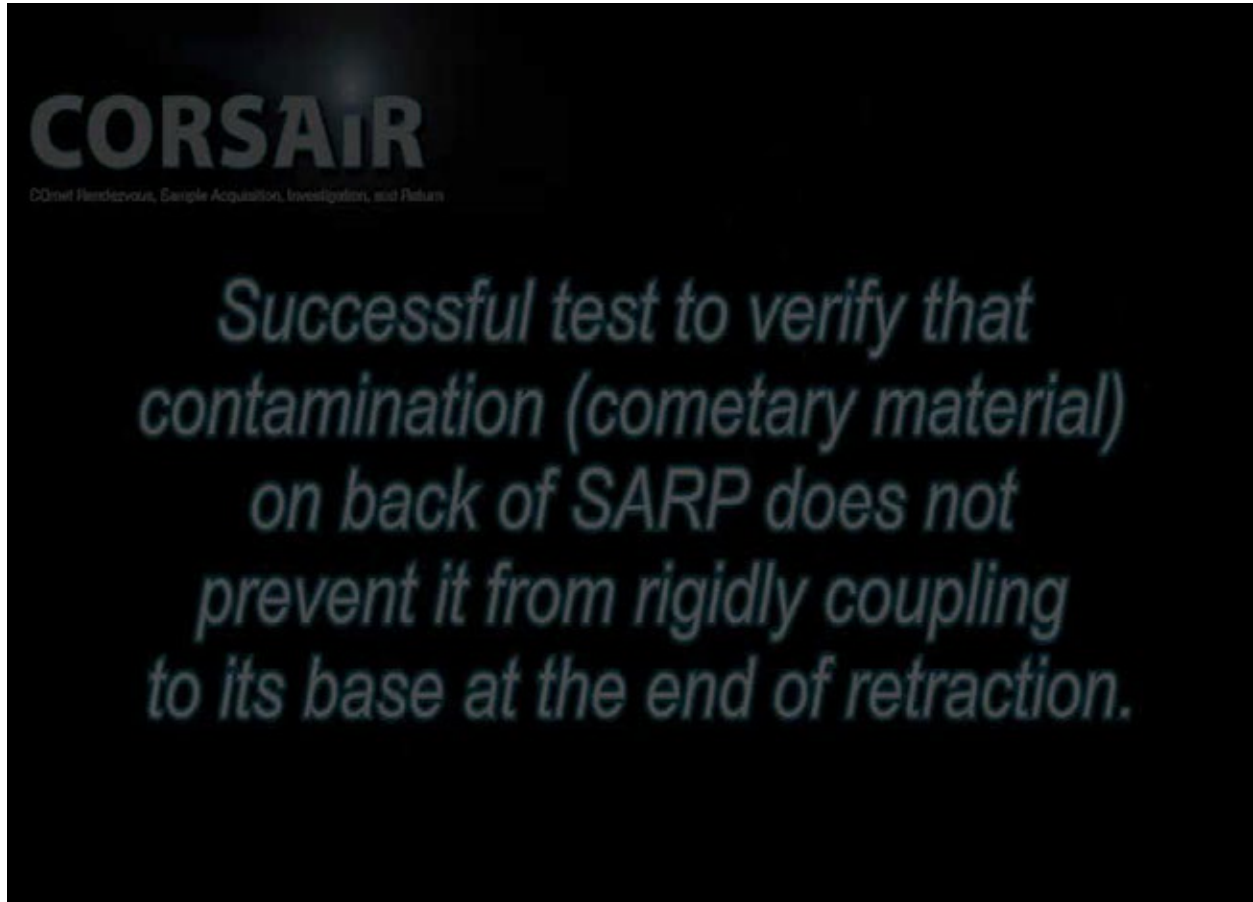 CORSAiR
COmet Rendezvous, Sample Acquisition, Investigation, and Return
Successful test to verify that
contamination (cometary material)
on back of SARP does not
prevent it from rigidly coupling
to its base at the end of retraction.